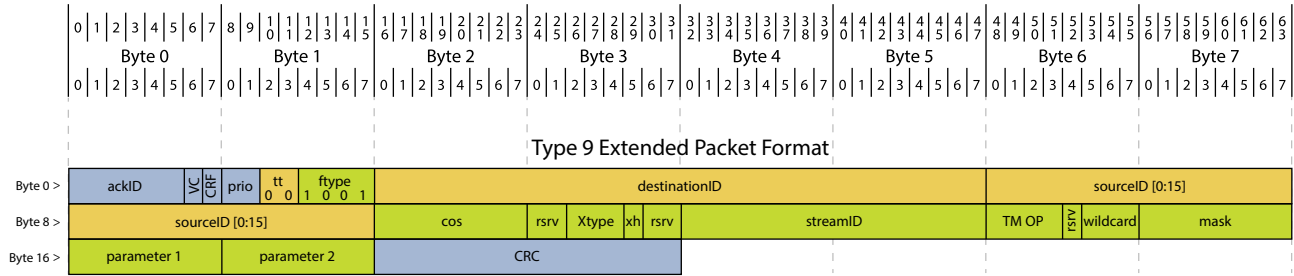 0 1 2 3 4 5 6 7 8 9 10 11 12 13 14 15 16 17 18 19 20 21 22 23 24 25 26 27 28 29 30 31 32 33 34 35 36 37 38 39 40 41 42 43 44 45 46 47 48 49 50 51 52 53 54 55 56 57 58 59 60 61 62 63
Byte 0 Byte 1 Byte 2 Byte 3 Byte 4 Byte 5 Byte 6 Byte 7
0 1 2 3 4 5 6 7 0 1 2 3 4 5 6 7 0 1 2 3 4 5 6 7 0 1 2 3 4 5 6 7 0 1 2 3 4 5 6 7 0 1 2 3 4 5 6 7 0 1 2 3 4 5 6 7 0 1 2 3 4 5 6 7
Type 9 Extended Packet Format
Byte 0 > ackID VC CRF prio tt 0 0 ftype 1 0 0 1 destinationID sourceID [0:15]
Byte 8 > sourceID [0:15] cos rsrv Xtype xh rsrv streamID TM OP rsrv wildcard mask
Byte 16 > parameter 1 parameter 2 CRC